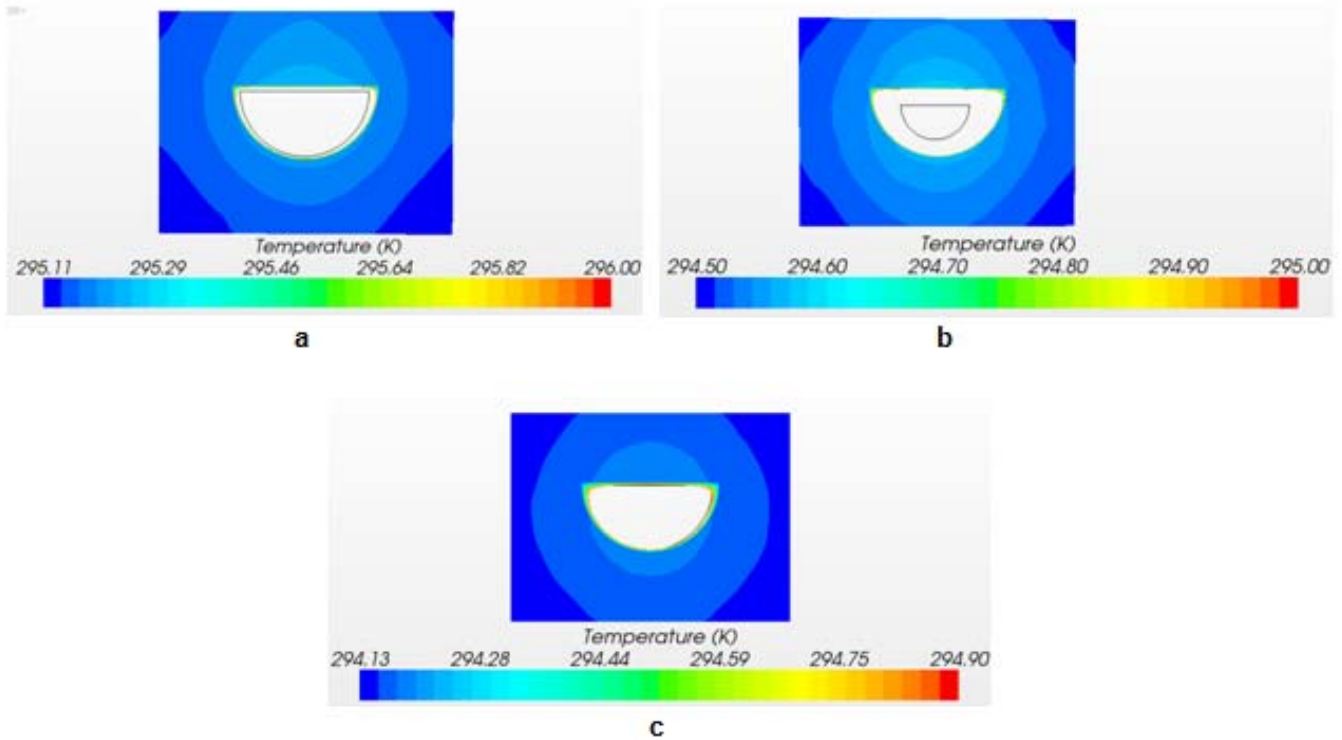 Temperature (K)
295.11 295.29 295.46 295.64 295.82 296.00
a
Temperature (K)
294.50 294.60 294.70 294.80 294.90 295.00
b
Temperature (K)
294.13 294.28 294.44 294.59 294.75 294.90
c